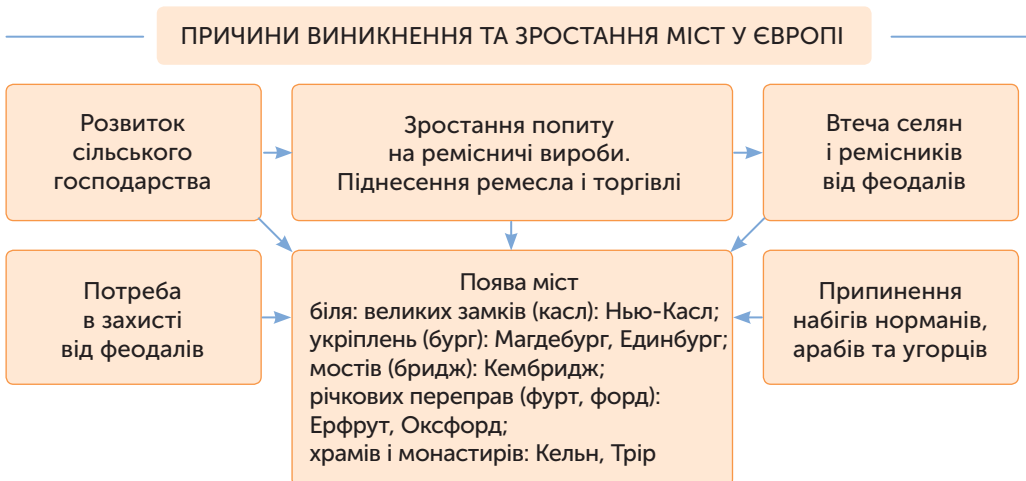 ПРИЧИНИ ВИНИКНЕННЯ ТА ЗРОСТАННЯ МІСТ У ЄВРОПІ
Розвиток
сільського
господарства
Зростання попиту
на ремісничі вироби.
Піднесення ремесла і торгівлі
Втеча селян
і ремісників
від феодалів
Потреба
в захисті
від феодалів
Поява міст
біля: великих замків (касл): Нью-Касл;
укріплень (бург): Магдебург, Единбург;
мостів (бридж): Кембридж;
річкових переправ (фурт, форд):
Ерфрут, Оксфорд;
храмів і монастирів: Кельн, Трір
Припинення
набігів норманів,
арабів та угорців